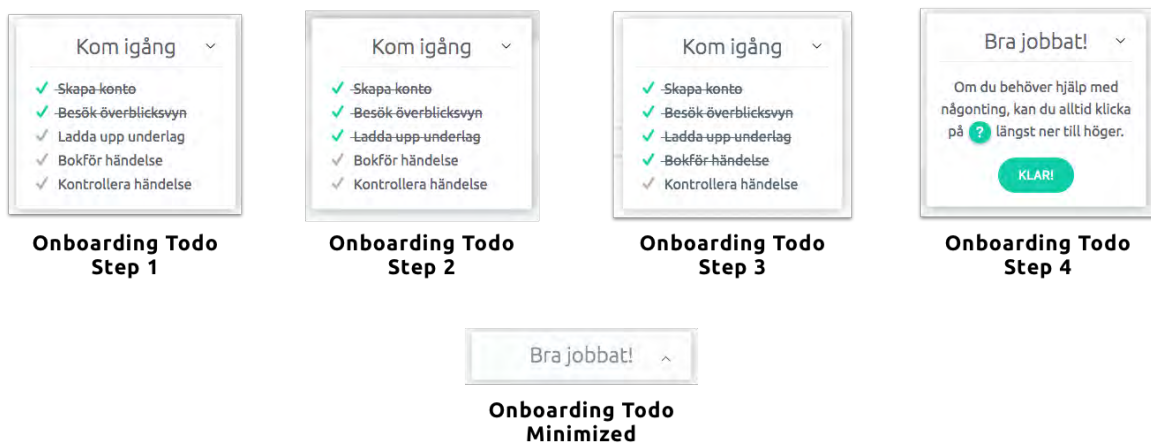 Kom igång
Skapa konto
Besök överblicksvyn
Ladda upp underlag
Bokför händelse
Kontrollera händelse
Onboarding Todo
Step 1
Kom igång
Skapa konto
Besök överblicksvyn
Ladda upp underlag
Bokför händelse
Kontrollera händelse
Onboarding Todo
Step 2
Kom igång
Skapa konto
Besök överblicksvyn
Ladda upp underlag
Bokför händelse
Kontrollera händelse
Onboarding Todo
Step 3
Bra jobbat!
Om du behöver hjälp med
någonting, kan du alltid klicka
på ? längst ner till höger.
KLAR!
Onboarding Todo
Step 4
Bra jobbat!
Onboarding Todo
Minimized